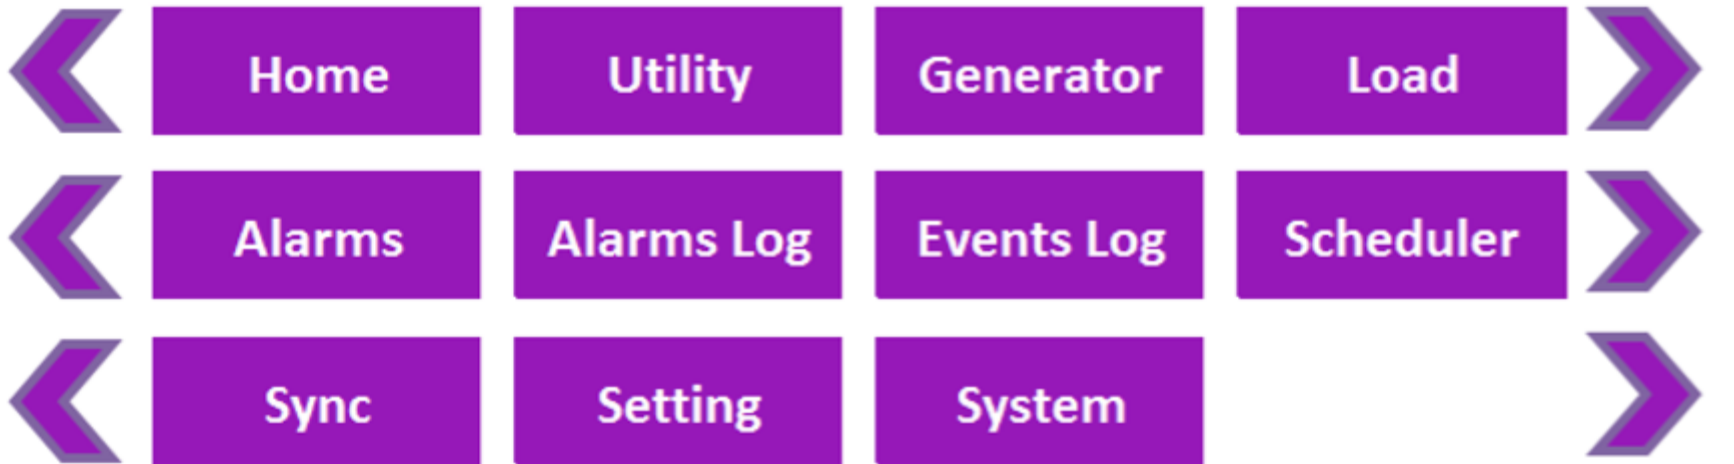 Home Utility Generator Load
Alarms Alarms Log Events Log Scheduler
Sync Setting System